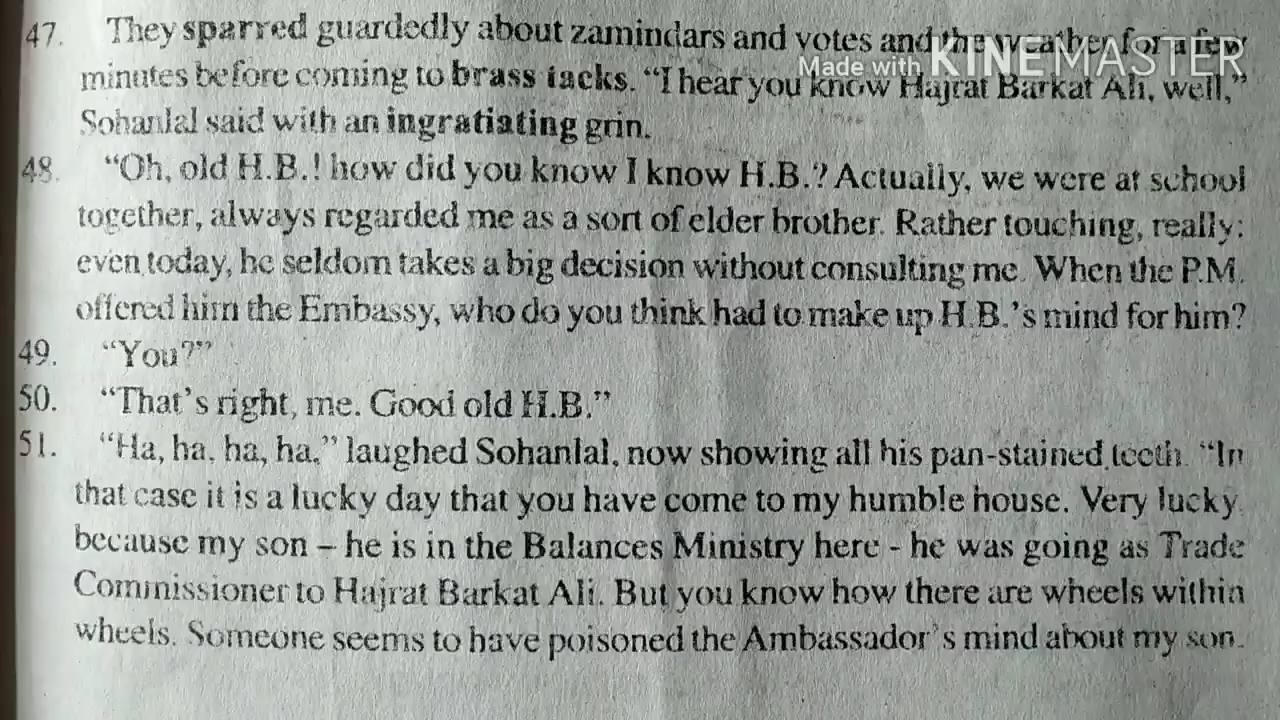 47. They sparred guardedly about zamindars and votes and the weather for a few
Made with KINEMASTER
minutes before coming to brass tacks. “I hear you know Hajrat Barkat Ali, well,”
Sohanlal said with an ingratiating grin.
48. “Oh, old H.B.! how did you know I know H.B.? Actually, we were at school
together, always regarded me as a sort of elder brother. Rather touching, really;
even today, he seldom takes a big decision without consulting me. When the P.M.
offered him the Embassy, who do you think had to make up H.B.’s mind for him?
49. “You?”
50. “That’s right, me. Good old H.B.”
51. “Ha, ha, ha, ha,” laughed Sohanlal, now showing all his pan-stained teeth. “In
that case it is a lucky day that you have come to my humble house. Very lucky
because my son – he is in the Balances Ministry here - he was going as Trade
Commissioner to Hajrat Barkat Ali. But you know how there are wheels within
wheels. Someone seems to have poisoned the Ambassador’s mind about my son.